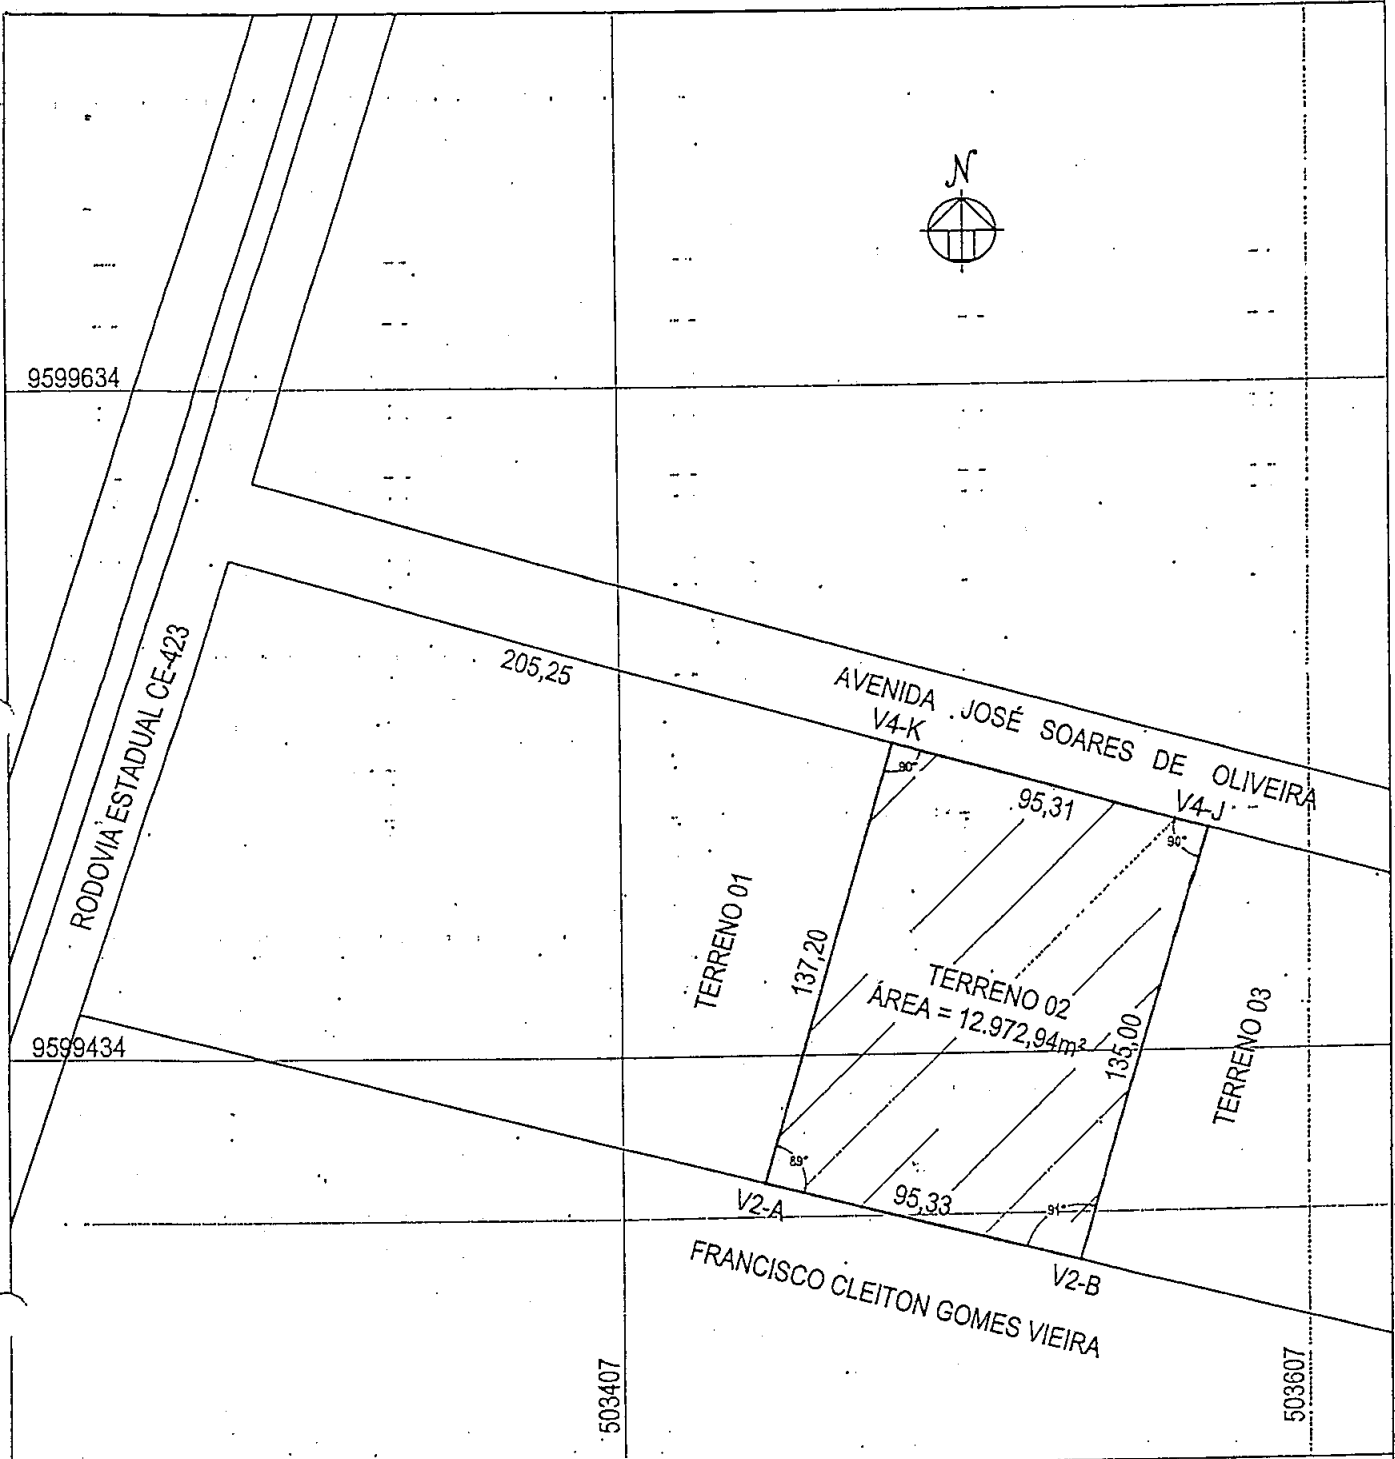 N
9599634
RODOVIA ESTADUAL CE-423
205,25
AVENIDA JOSÉ SOARES DE OLIVEIRA
V4-K
V4-J
90°
95,31
90°
TERRENO 01
137,20
TERRENO 02
ÁREA = 12.972,94m²
135,00
TERRENO 03
9599434
89°
95,33
91°
V2-A
V2-B
FRANCISCO CLEITON GOMES VIEIRA
503407
503607